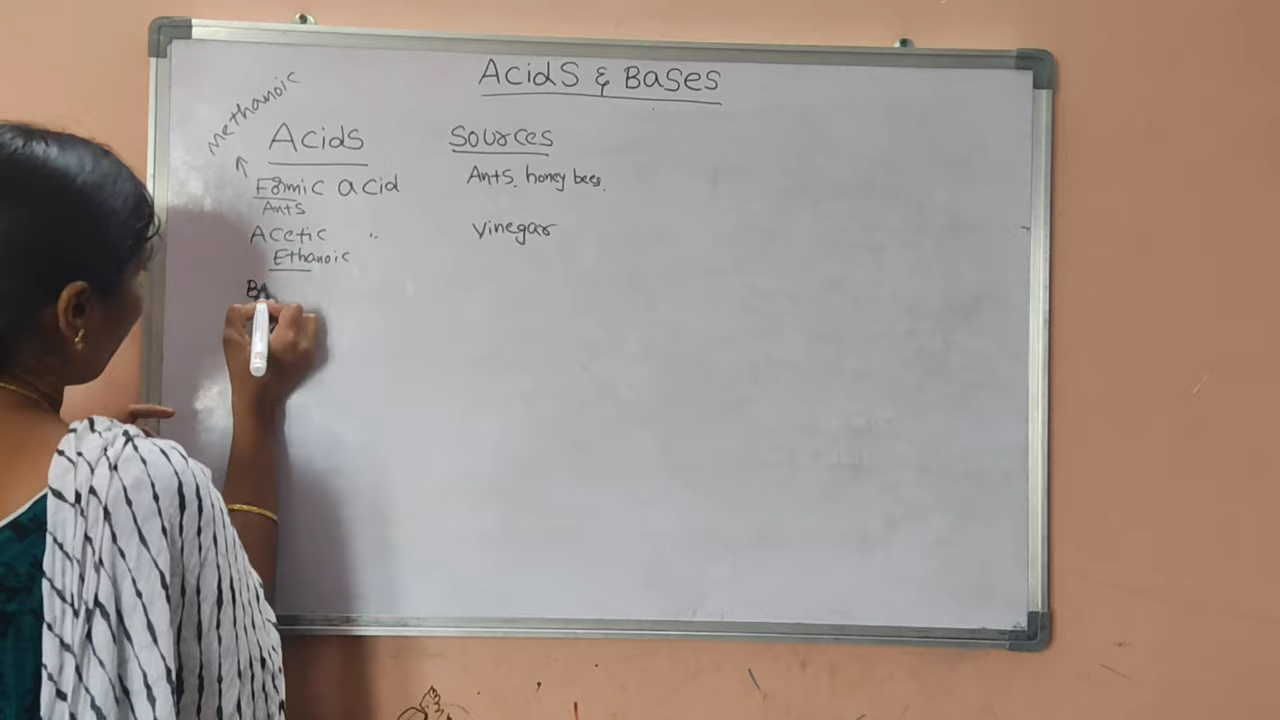 Acids & Bases
Methanoic
Acids Sources
Formic acid Ants, honey bees,
Ants
Acetic " Vinegar
Ethanoic
B